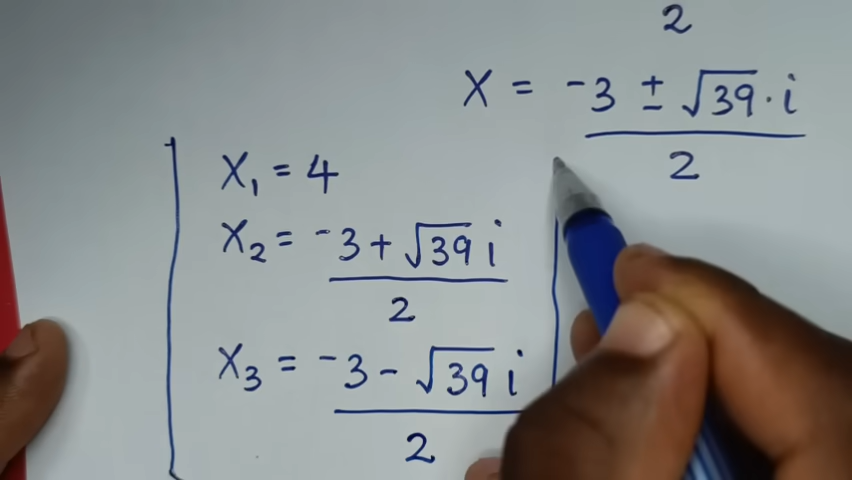 2
X = -3 ± √39 · i
2
X₁ = 4
X₂ = -3 + √39 i
2
X₃ = -3 - √39 i
2